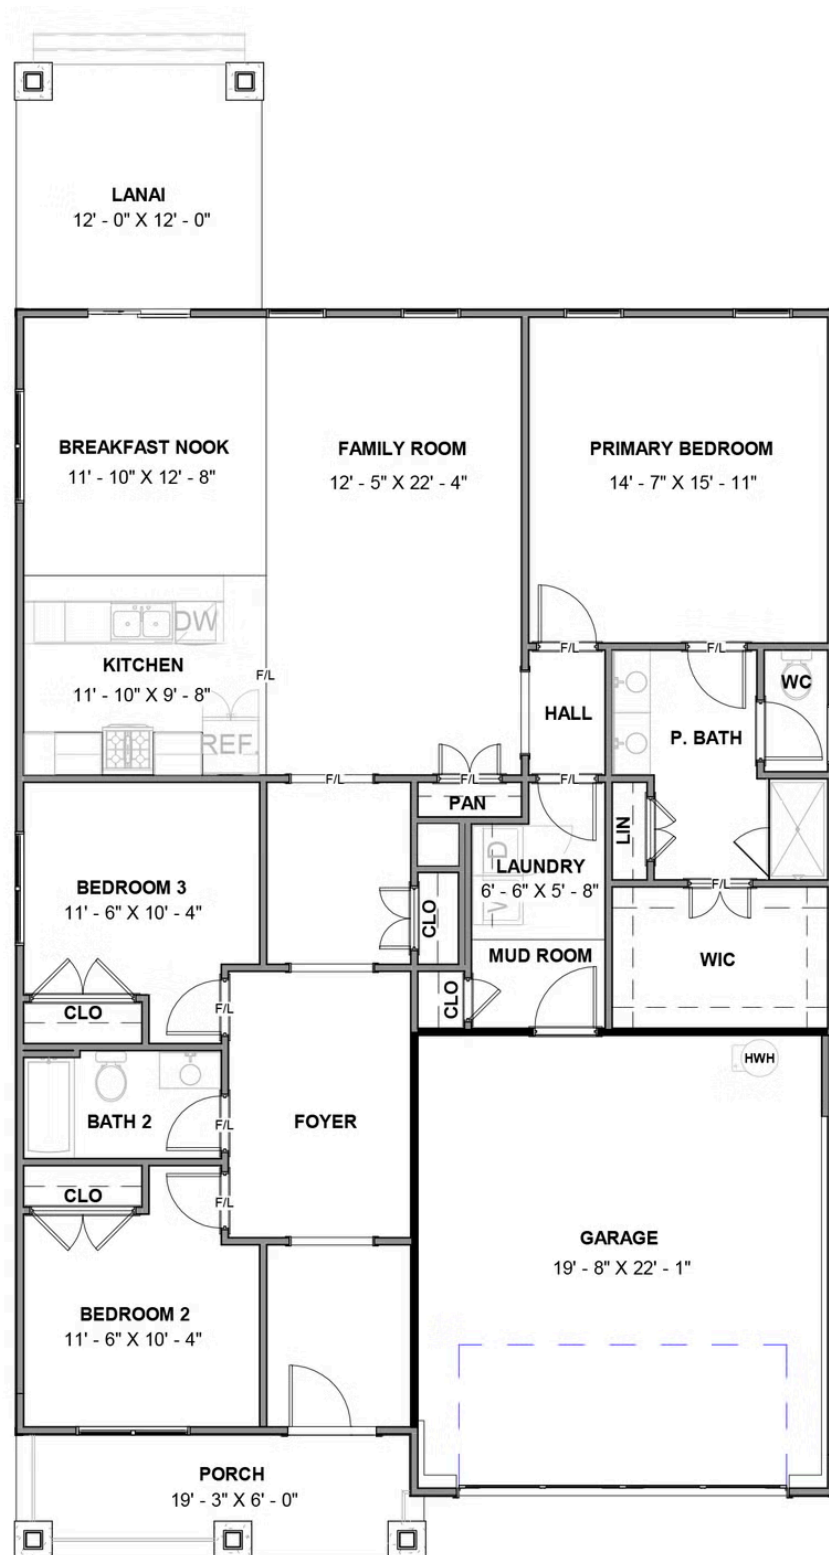 LANAI
12' - 0" X 12' - 0"
BREAKFAST NOOK
11' - 10" X 12' - 8"
FAMILY ROOM
12' - 5" X 22' - 4"
PRIMARY BEDROOM
14' - 7" X 15' - 11"
DW
KITCHEN
11' - 10" X 9' - 8"
F/L
REF.
F/L
F/L
WC
HALL
P. BATH
F/L
F/L
F/L
PAN
LIN
D
LAUNDRY
6' - 6" X 5' - 8"
W
BEDROOM 3
11' - 6" X 10' - 4"
CLO
F/L
MUD ROOM
WIC
CLO
CLO
F/L
HWH
BATH 2
F/L
FOYER
CLO
F/L
GARAGE
19' - 8" X 22' - 1"
BEDROOM 2
11' - 6" X 10' - 4"
PORCH
19' - 3" X 6' - 0"